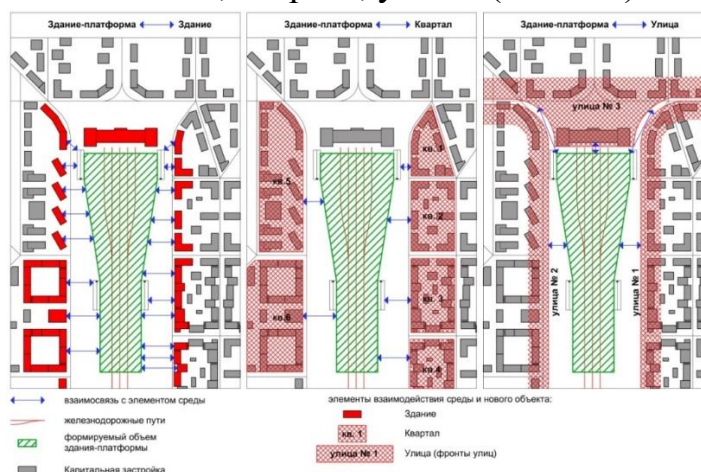 Здание-платформа Здание
Здание-платформа Квартал
Здание-платформа Улица
улица № 3
кв. 1
кв.5
кв.2
кв. 3
кв.6
кв.4
улица № 2
улица № 1
взаимосвязь с элементом среды
железнодорожные пути
формируемый объем
здания-платформы
Капитальная застройка
элементы взаимодействия среды и нового объекта:
Здание
кв. 1 Квартал
улица № 1 Улица (фронты улиц)